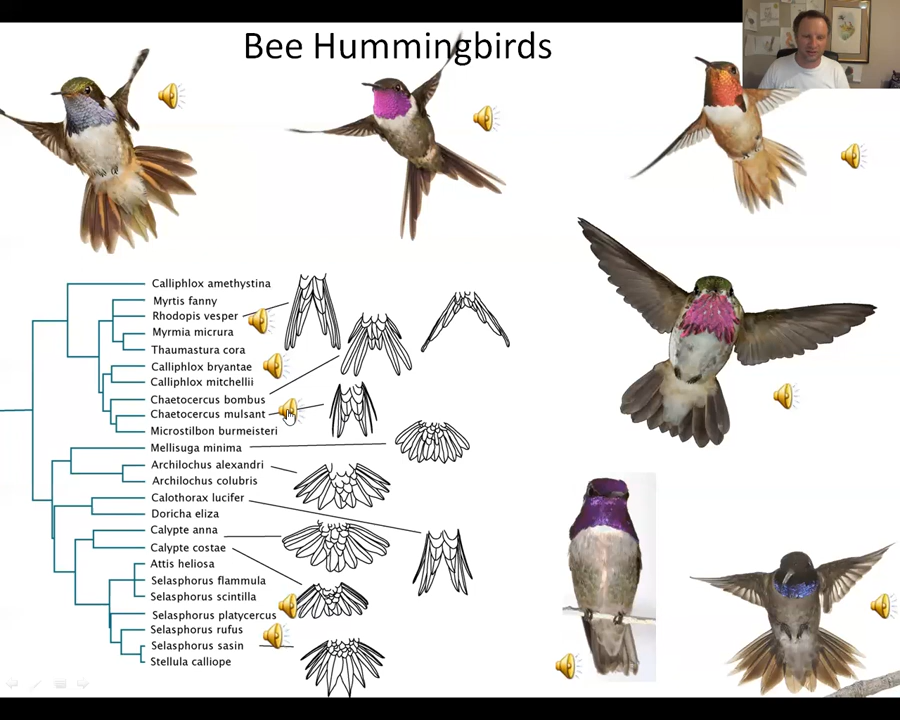 Bee Hummingbirds
Calliphlox amethystina
Myrtis fanny
Rhodopis vesper
Myrmia micrura
Thaumastura cora
Calliphlox bryantae
Calliphlox mitchellii
Chaetocercus bombus
Chaetocercus mulsant
Microstilbon burmeisteri
Mellisuga minima
Archilochus alexandri
Archilochus colubris
Calothorax lucifer
Doricha eliza
Calypte anna
Calypte costae
Attis heliosa
Selasphorus flammula
Selasphorus scintilla
Selasphorus platycercus
Selasphorus rufus
Selasphorus sasin
Stellula calliope